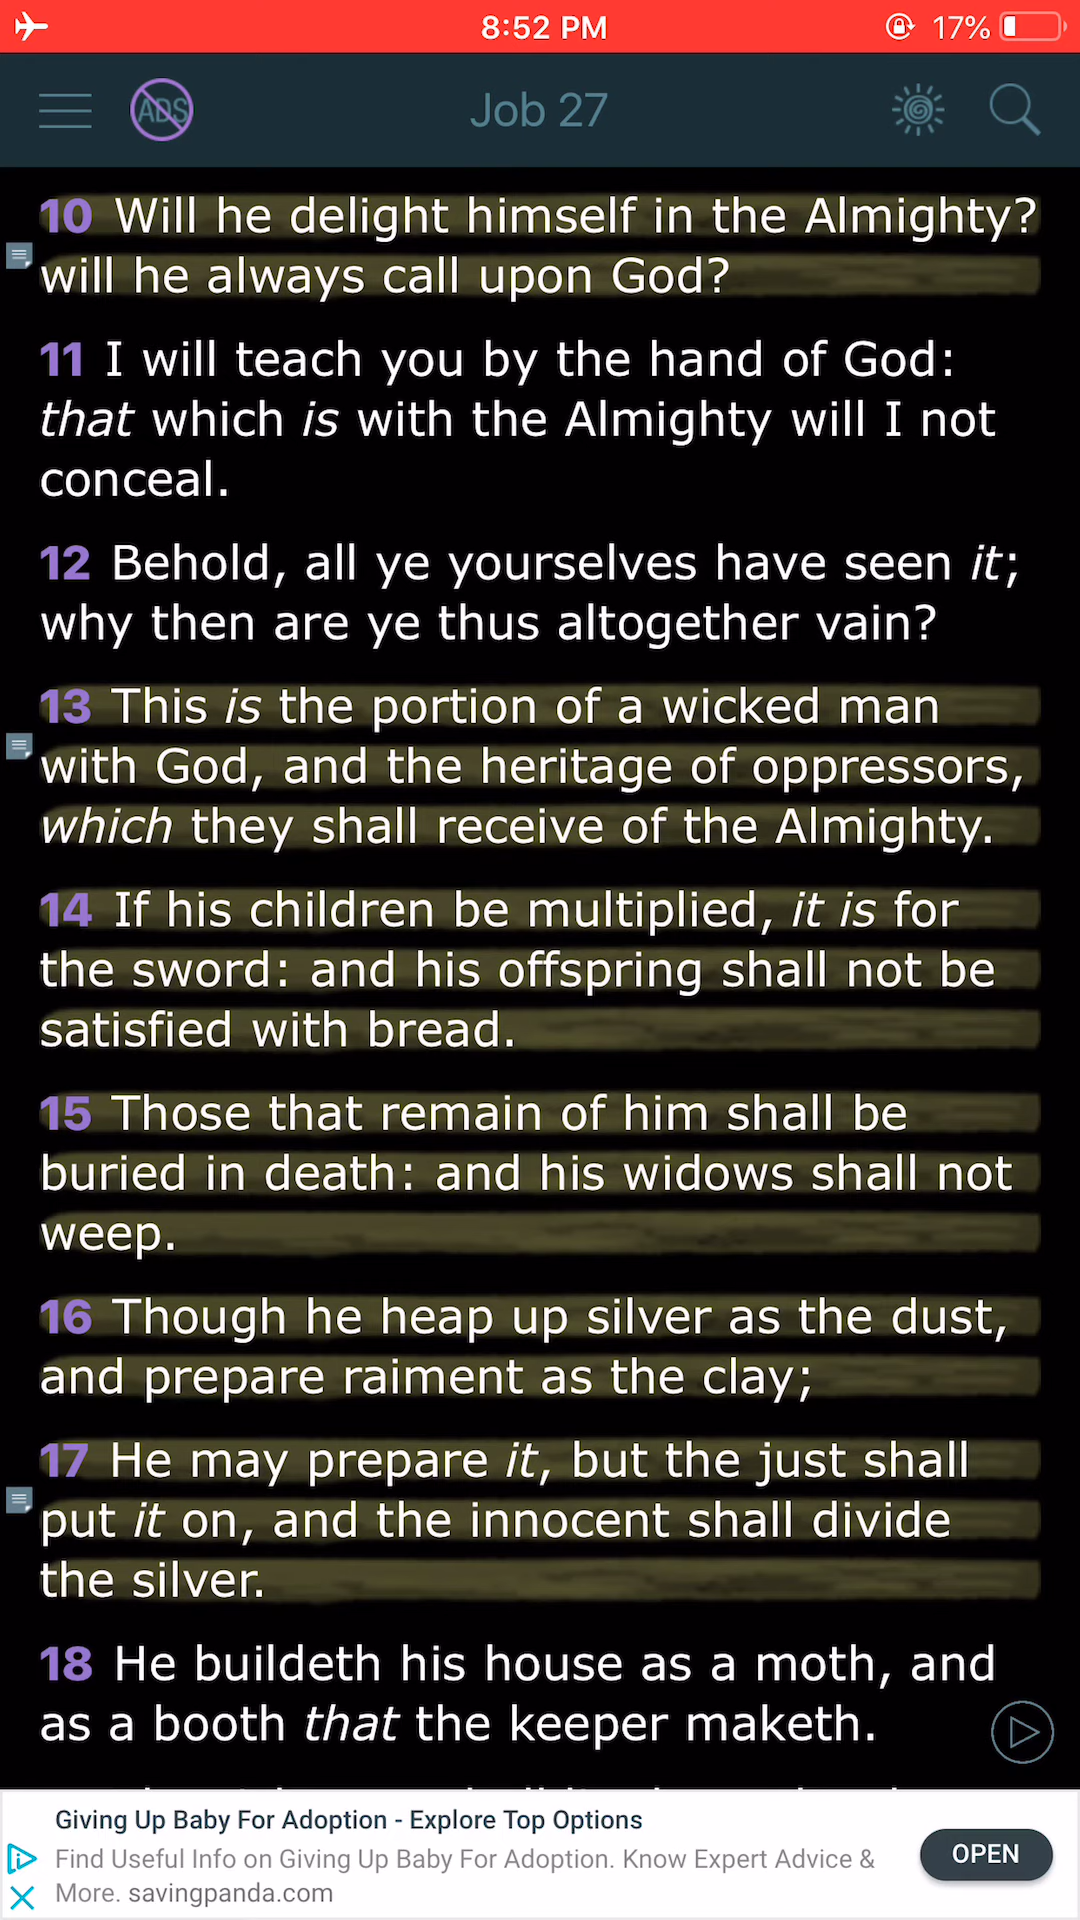 8:52 PM
17%
ADS
Job 27
10 Will he delight himself in the Almighty?
will he always call upon God?
11 I will teach you by the hand of God:
that which is with the Almighty will I not
conceal.
12 Behold, all ye yourselves have seen it;
why then are ye thus altogether vain?
13 This is the portion of a wicked man
with God, and the heritage of oppressors,
which they shall receive of the Almighty.
14 If his children be multiplied, it is for
the sword: and his offspring shall not be
satisfied with bread.
15 Those that remain of him shall be
buried in death: and his widows shall not
weep.
16 Though he heap up silver as the dust,
and prepare raiment as the clay;
17 He may prepare it, but the just shall
put it on, and the innocent shall divide
the silver.
18 He buildeth his house as a moth, and
as a booth that the keeper maketh.
Giving Up Baby For Adoption - Explore Top Options
Find Useful Info on Giving Up Baby For Adoption. Know Expert Advice &
More. savingpanda.com
OPEN